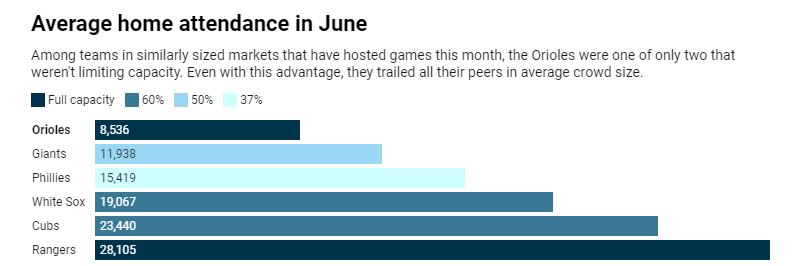 Average home attendance in June
Among teams in similarly sized markets that have hosted games this month, the Orioles were one of only two that
weren't limiting capacity. Even with this advantage, they trailed all their peers in average crowd size.
Full capacity 60% 50% 37%
Orioles 8,536
Giants 11,938
Phillies 15,419
White Sox 19,067
Cubs 23,440
Rangers 28,105